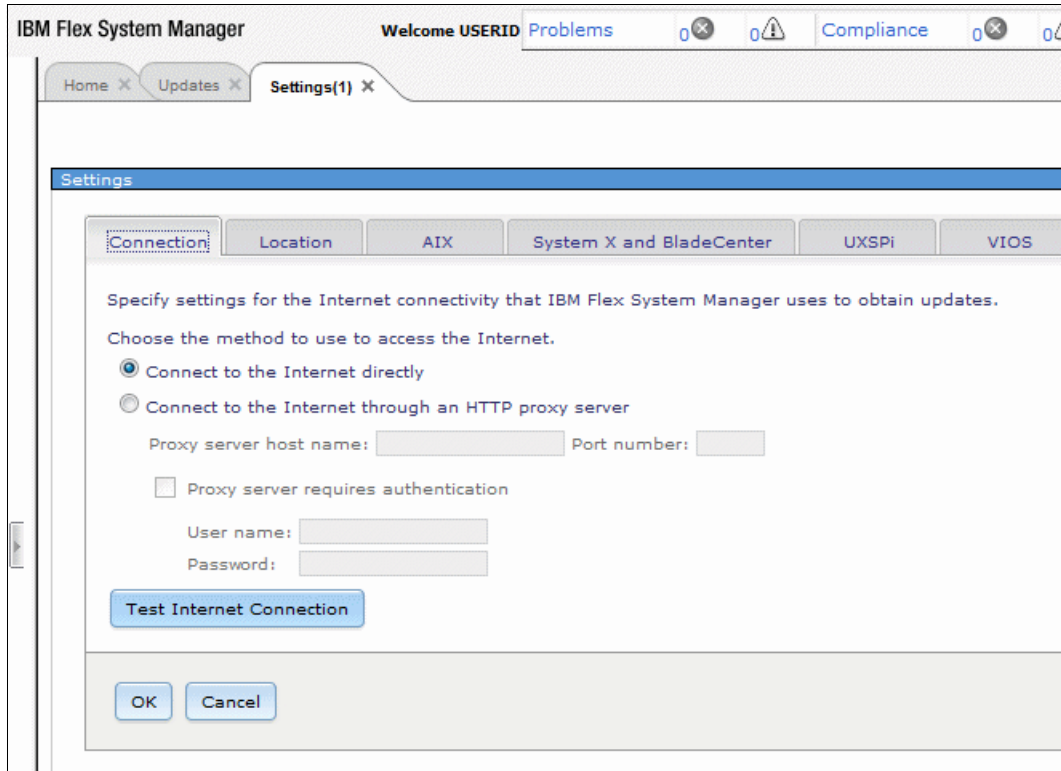 IBM Flex System Manager Welcome USERID Problems 0 0 Compliance 0 0
Home Updates Settings(1)
Settings
Connection Location AIX System X and BladeCenter UXSPi VIOS
Specify settings for the Internet connectivity that IBM Flex System Manager uses to obtain updates.
Choose the method to use to access the Internet.
Connect to the Internet directly
Connect to the Internet through an HTTP proxy server
Proxy server host name: Port number:
Proxy server requires authentication
User name:
Password:
Test Internet Connection
OK Cancel